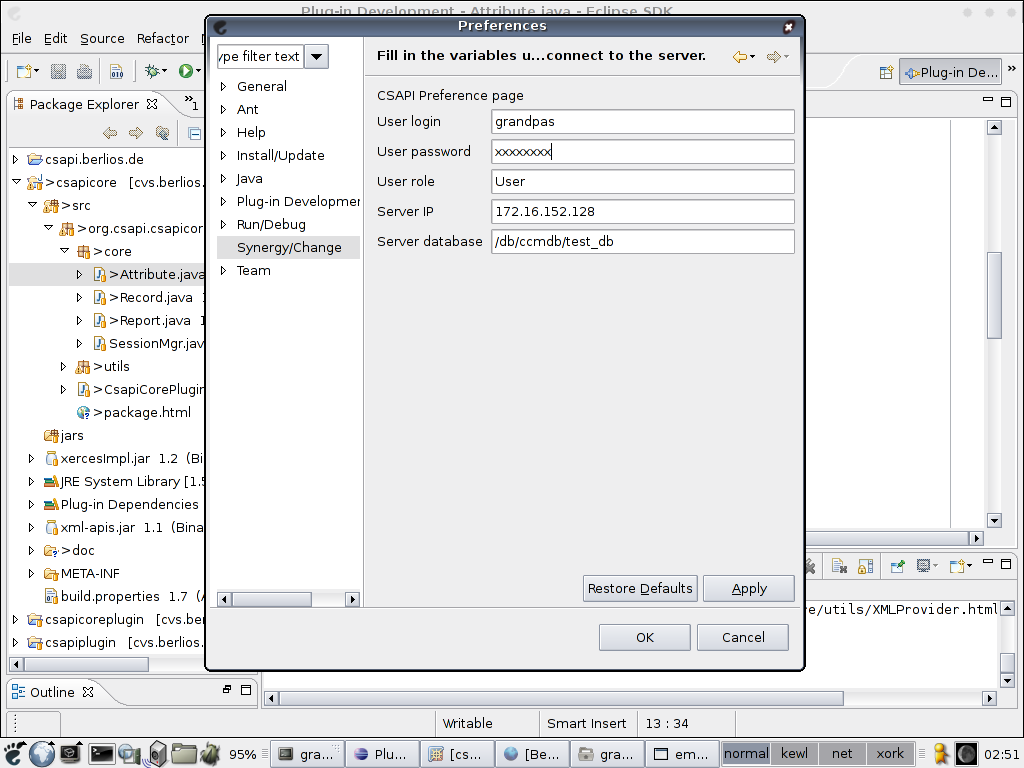 Plug-in Development - Attribute.java - Eclipse SDK
Preferences
File Edit Source Refactor
ype filter text
Fill in the variables u...connect to the server.
Plug-in De...
Package Explorer
1
General
Ant
Help
Install/Update
Java
Plug-in Developmer
Run/Debug
Synergy/Change
Team
CSAPI Preference page
User login grandpas
User password xxxxxxxx
User role User
Server IP 172.16.152.128
Server database /db/ccmdb/test_db
csapi.berlios.de
>csapicore [cvs.berlios.
>src
>org.csapi.csapicor
>core
>Attribute.java
>Record.java 1
>Report.java 1
SessionMgr.jav
>utils
>CsapiCorePlugin
>package.html
jars
xercesImpl.jar 1.2 (Bi
JRE System Library [1.5
Plug-in Dependencies
xml-apis.jar 1.1 (Bina
>doc
META-INF
build.properties 1.7 (A
csapicoreplugin [cvs.be
csapiplugin [cvs.berlios.
Restore Defaults Apply
OK Cancel
e/utils/XMLProvider.html
Outline
Writable Smart Insert 13 : 34
95% gra... Plu... [cs... [Be... gra... em... normal kewl net xork 02:51